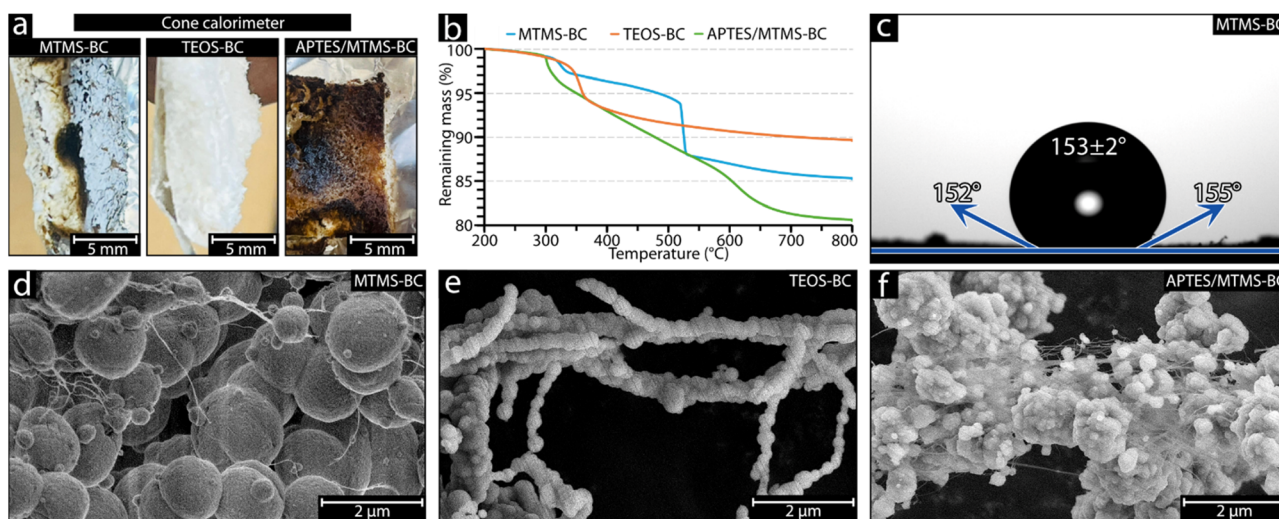 a
Cone calorimeter
MTMS-BC
TEOS-BC
APTES/MTMS-BC
5 mm
5 mm
5 mm
b
MTMS-BC TEOS-BC APTES/MTMS-BC
Remaining mass (%)
100
95
90
85
80
200 300 400 500 600 700 800
Temperature (°C)
c
MTMS-BC
153±2°
152°
155°
d
MTMS-BC
2 µm
e
TEOS-BC
2 µm
f
APTES/MTMS-BC
2 µm